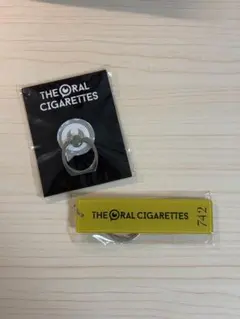 THE ORAL
CIGARETTES
THE ORAL CIGARETTES
742